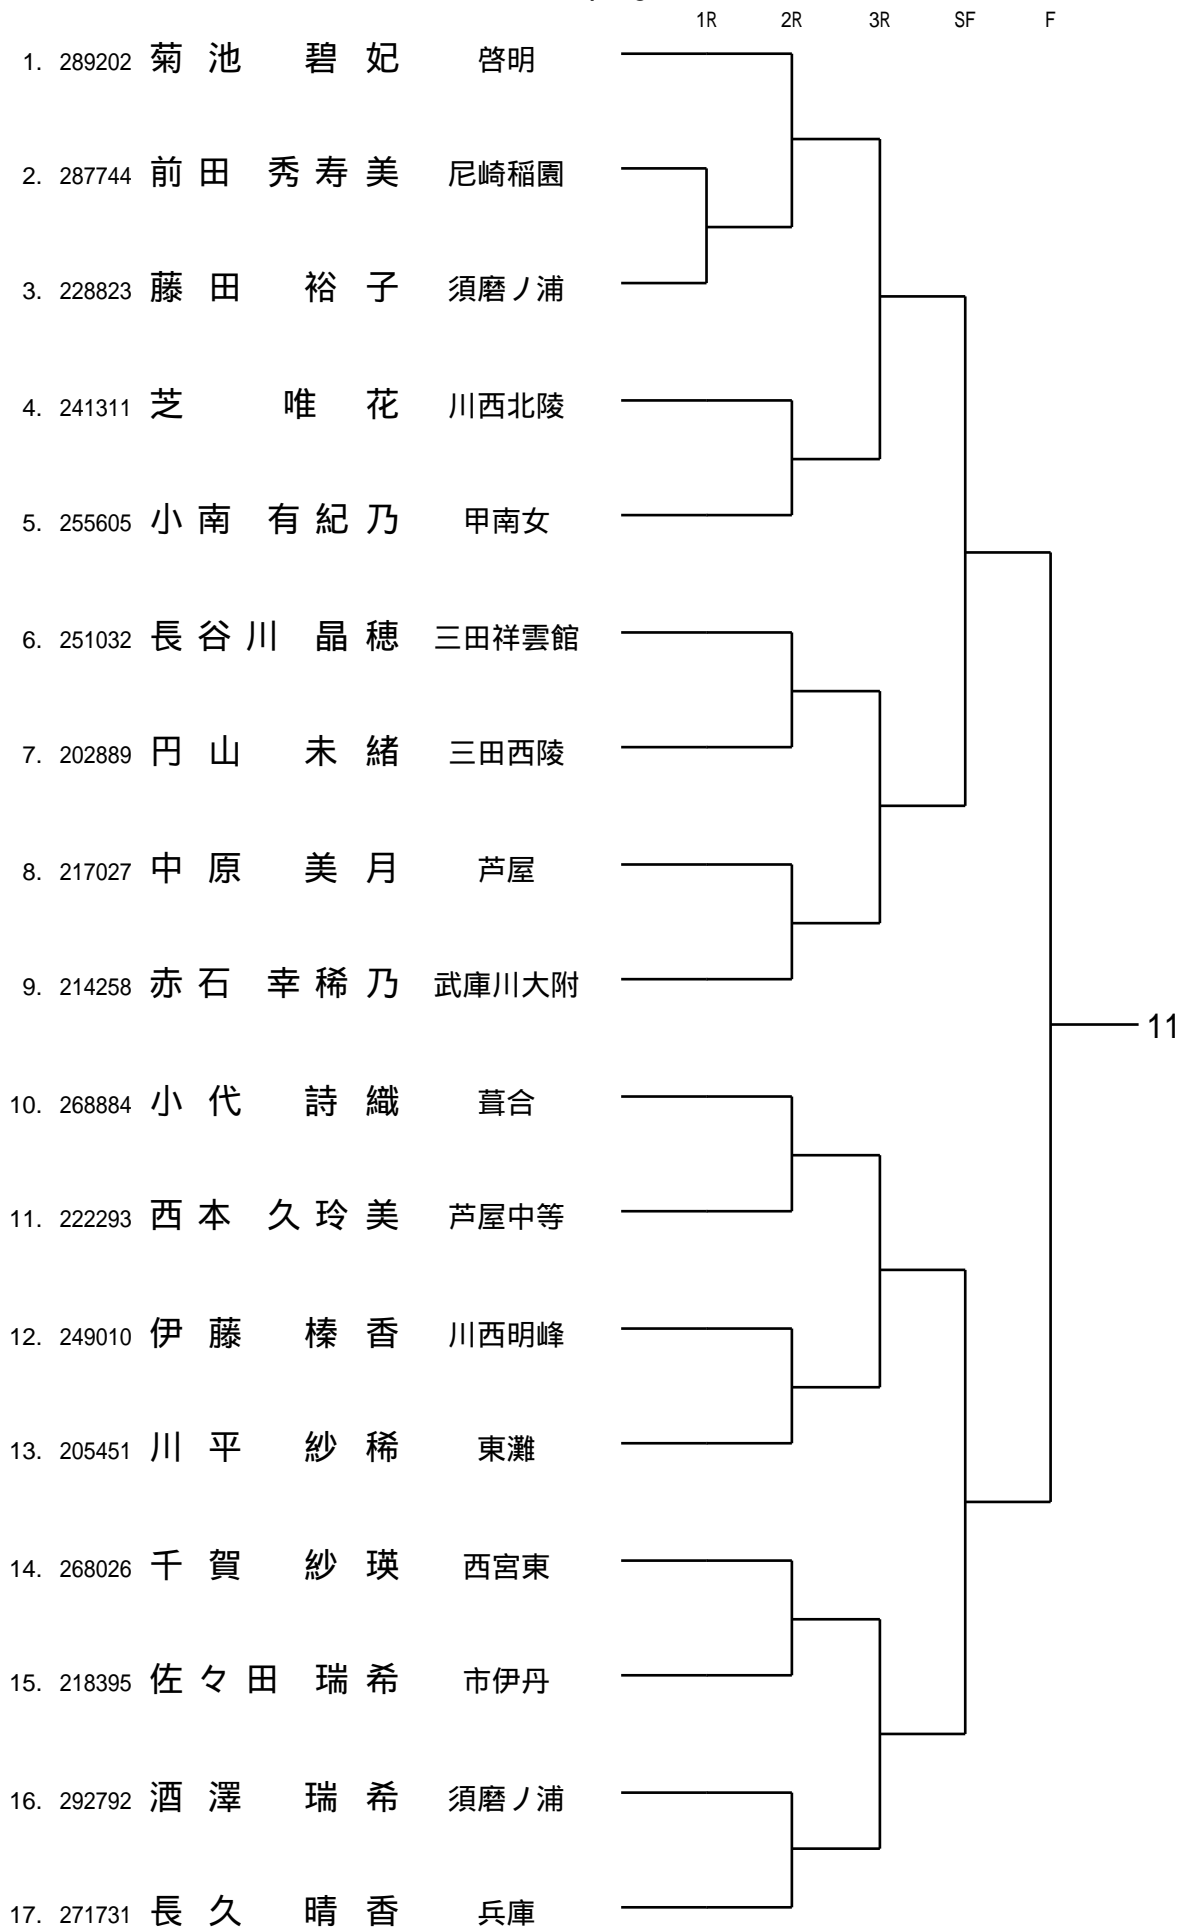 1R 2R 3R SF F
1. 289202 菊池 碧妃 啓明
2. 287744 前田 秀寿美 尼崎稲園
3. 228823 藤田 裕子 須磨ノ浦
4. 241311 芝 唯花 川西北陵
5. 255605 小南 有紀乃 甲南女
6. 251032 長谷川 晶穂 三田祥雲館
7. 202889 円山 未緒 三田西陵
8. 217027 中原 美月 芦屋
9. 214258 赤石 幸稀乃 武庫川大附
11
10. 268884 小代 詩織 葺合
11. 222293 西本 久玲美 芦屋中等
12. 249010 伊藤 榛香 川西明峰
13. 205451 川平 紗稀 東灘
14. 268026 千賀 紗瑛 西宮東
15. 218395 佐々田 瑞希 市伊丹
16. 292792 酒澤 瑞希 須磨ノ浦
17. 271731 長久 晴香 兵庫